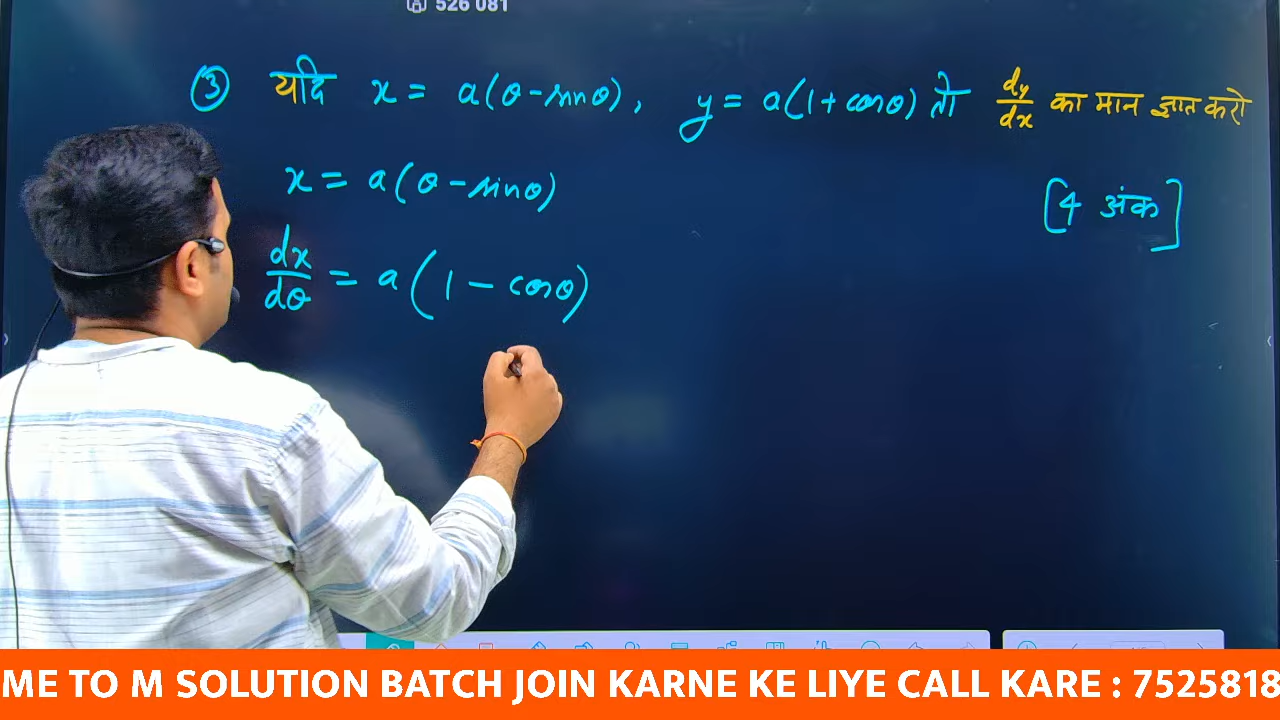 526 081
③ यदि x = a(θ-sinθ), y = a(1+cosθ) तो dy/dx का मान ज्ञात करो
x = a(θ-sinθ)
[4 अंक]
dx/dθ = a(1-cosθ)
ME TO M SOLUTION BATCH JOIN KARNE KE LIYE CALL KARE : 7525818